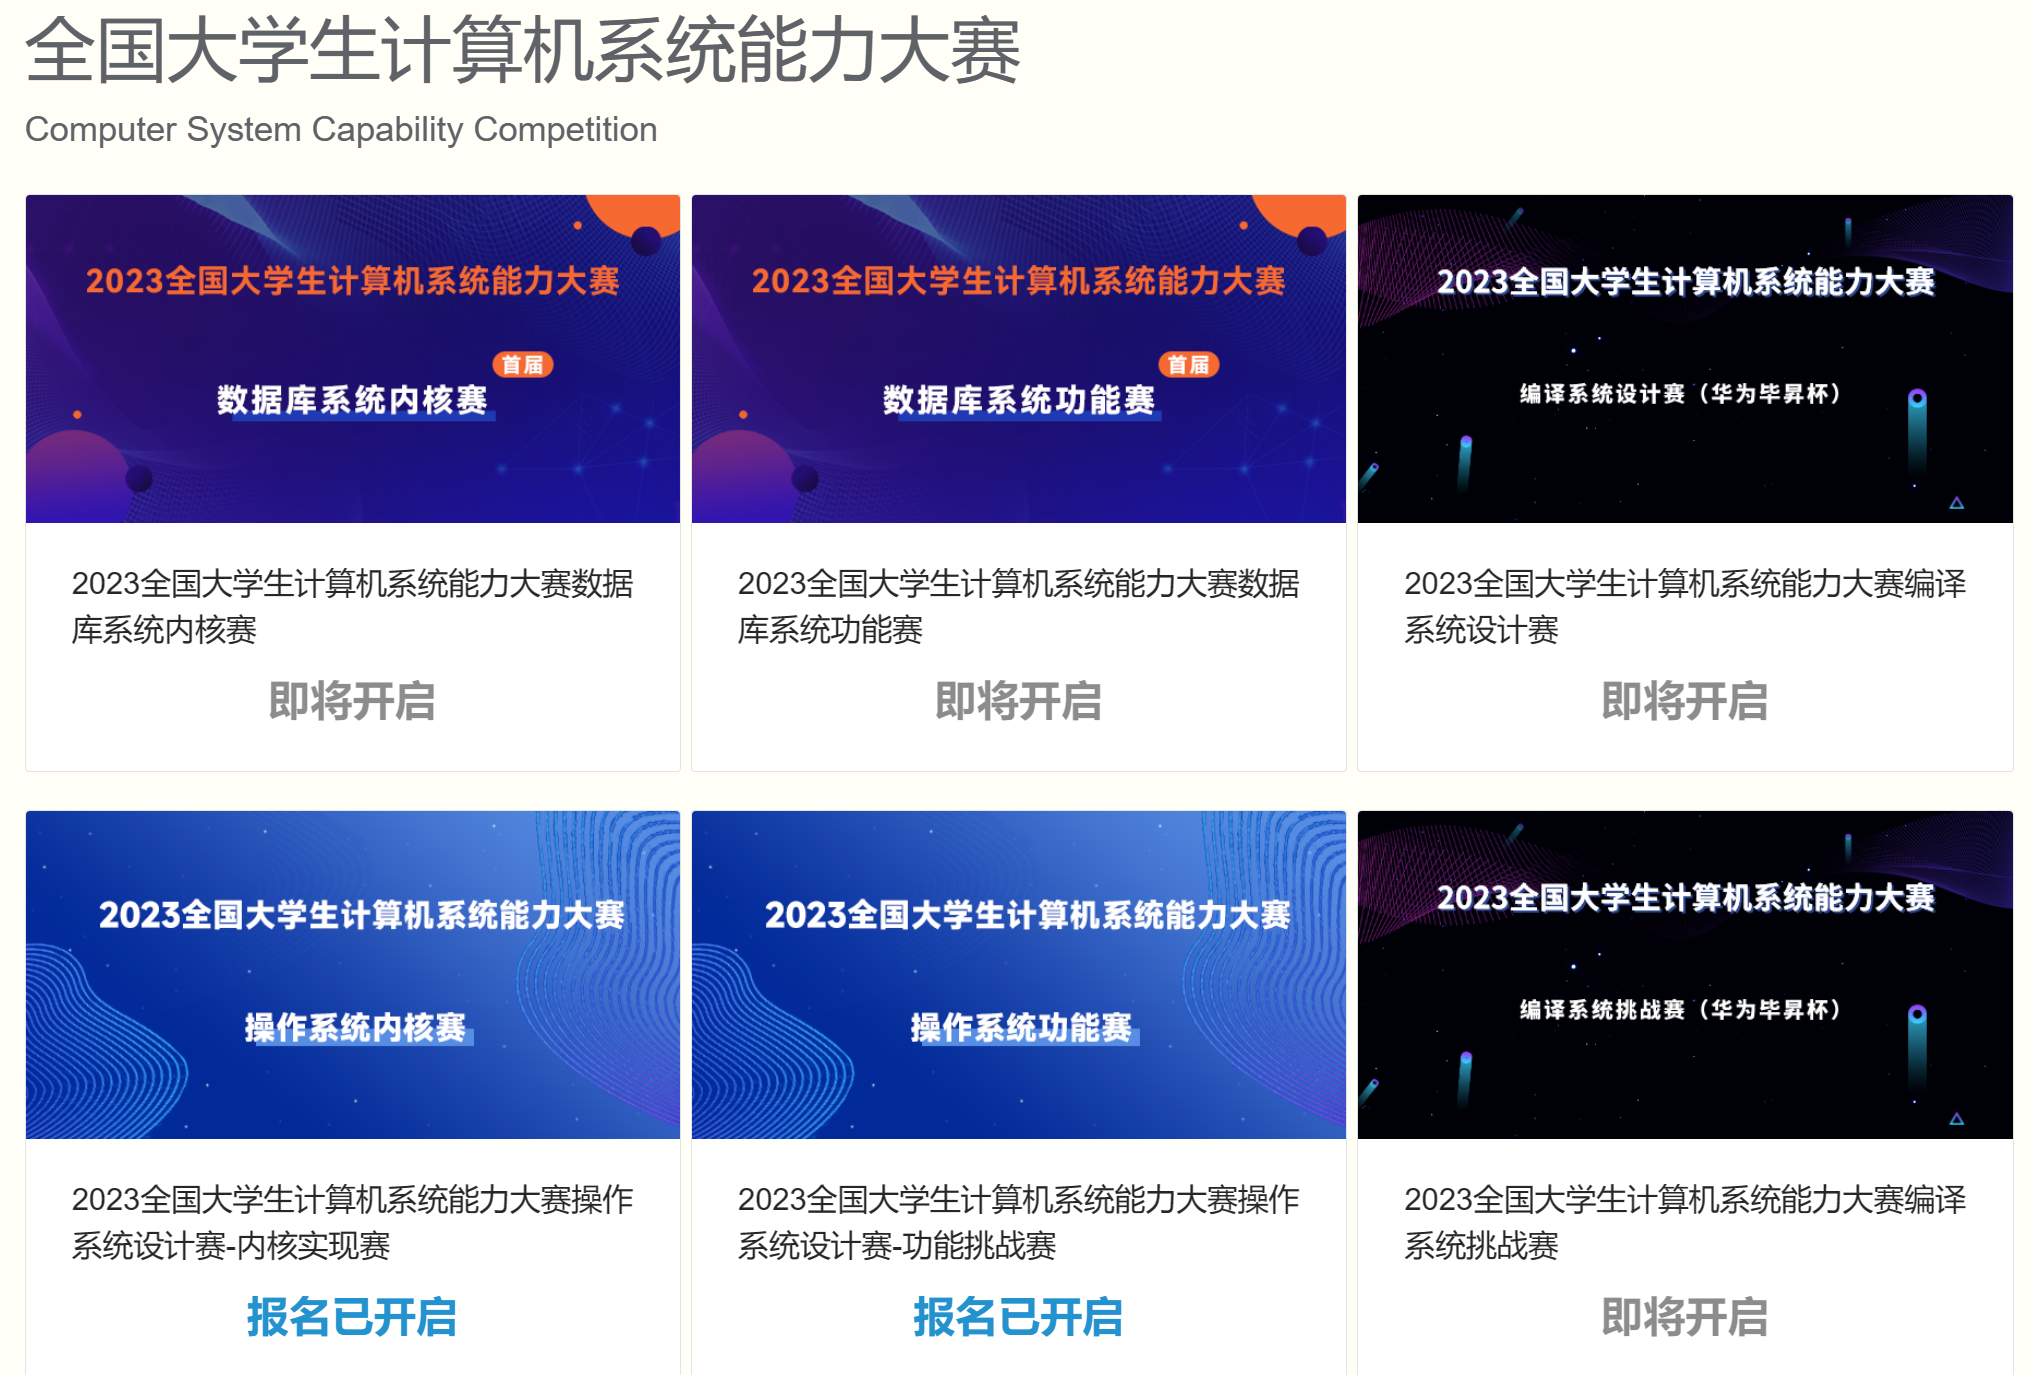 全国大学生计算机系统能力大赛
Computer System Capability Competition
2023全国大学生计算机系统能力大赛
首届
数据库系统内核赛
2023全国大学生计算机系统能力大赛
首届
数据库系统功能赛
2023全国大学生计算机系统能力大赛
编译系统设计赛（华为毕昇杯）
2023全国大学生计算机系统能力大赛数据
库系统内核赛
即将开启
2023全国大学生计算机系统能力大赛数据
库系统功能赛
即将开启
2023全国大学生计算机系统能力大赛编译
系统设计赛
即将开启
2023全国大学生计算机系统能力大赛
操作系统内核赛
2023全国大学生计算机系统能力大赛
操作系统功能赛
2023全国大学生计算机系统能力大赛
编译系统挑战赛（华为毕昇杯）
2023全国大学生计算机系统能力大赛操作
系统设计赛-内核实现赛
报名已开启
2023全国大学生计算机系统能力大赛操作
系统设计赛-功能挑战赛
报名已开启
2023全国大学生计算机系统能力大赛编译
系统挑战赛
即将开启